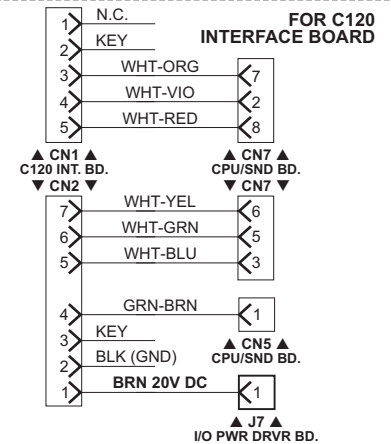 FOR C120
INTERFACE BOARD
1 N.C.
2 KEY
3 WHT-ORG 7
4 WHT-VIO 2
5 WHT-RED 8
▲ CN1 ▲ ▲ CN7 ▲
C120 INT. BD. CPU/SND BD.
▼ CN2 ▼ ▼ CN7 ▼
7 WHT-YEL 6
6 WHT-GRN 5
5 WHT-BLU 3
4 GRN-BRN 1
3 KEY
▲ CN5 ▲
CPU/SND BD.
2 BLK (GND)
1 BRN 20V DC 1
▲ J7 ▲
I/O PWR DRVR BD.